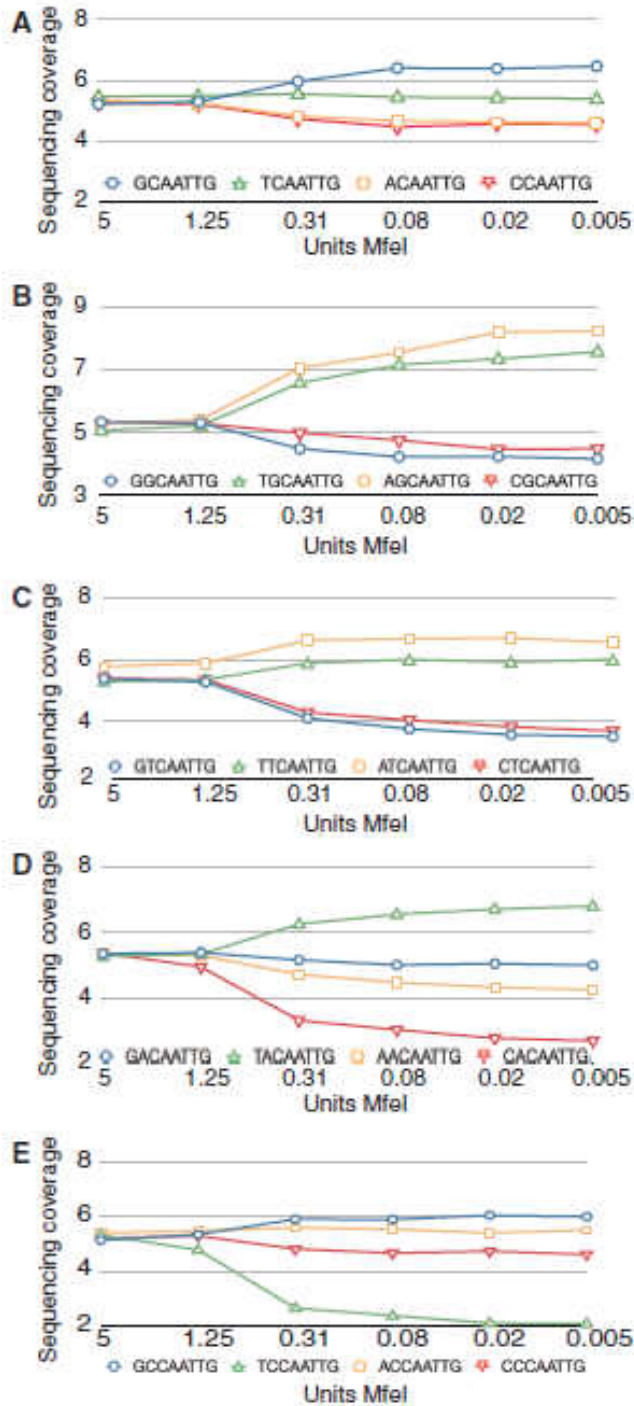 A
Sequencing coverage
8
6
4
2
GCAATTG TCAATTG ACAATTG CCAATTG
5 1.25 0.31 0.08 0.02 0.005
Units MfeI
B
Sequencing coverage
9
7
5
3
GGCAATTG TGCAATTG AGCAATTG CGCAATTG
5 1.25 0.31 0.08 0.02 0.005
Units MfeI
C
Sequencing coverage
8
6
4
2
GTCAATTG TTCAATTG ATCAATTG CTCAATTG
5 1.25 0.31 0.08 0.02 0.005
Units MfeI
D
Sequencing coverage
8
6
4
2
GACAATTG TACAATTG AACAATTG CACAATTG
5 1.25 0.31 0.08 0.02 0.005
Units MfeI
E
Sequencing coverage
8
6
4
2
5 1.25 0.31 0.08 0.02 0.005
GCCAATTG TCCAATTG ACCAATTG CCCAATTG
Units MfeI